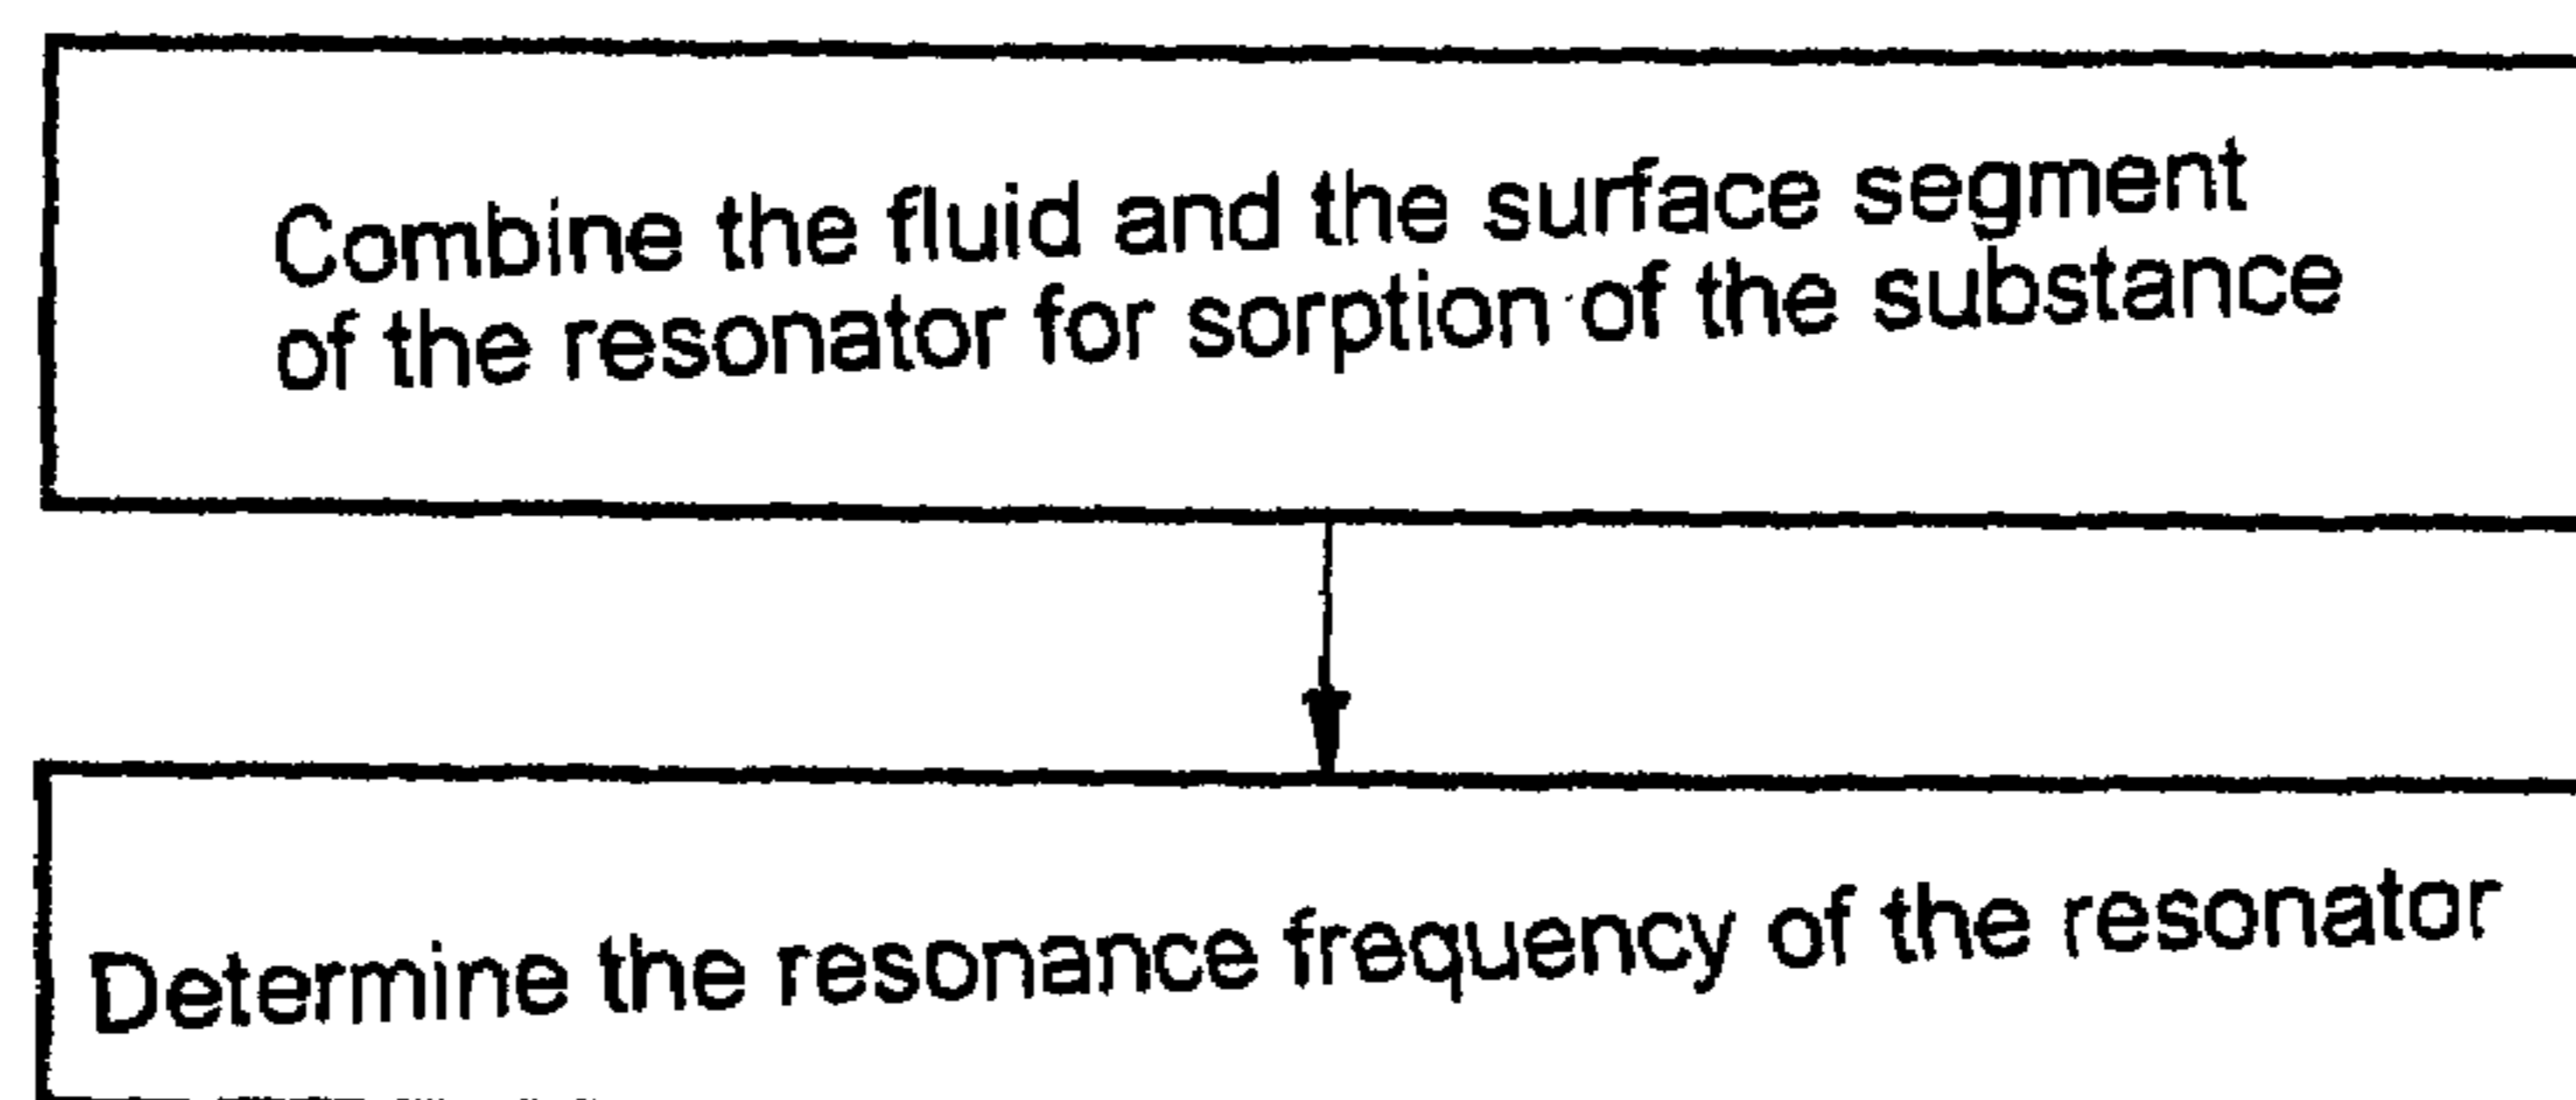 Combine the fluid and the surface segment
of the resonator for sorption of the substance
Determine the resonance frequency of the resonator